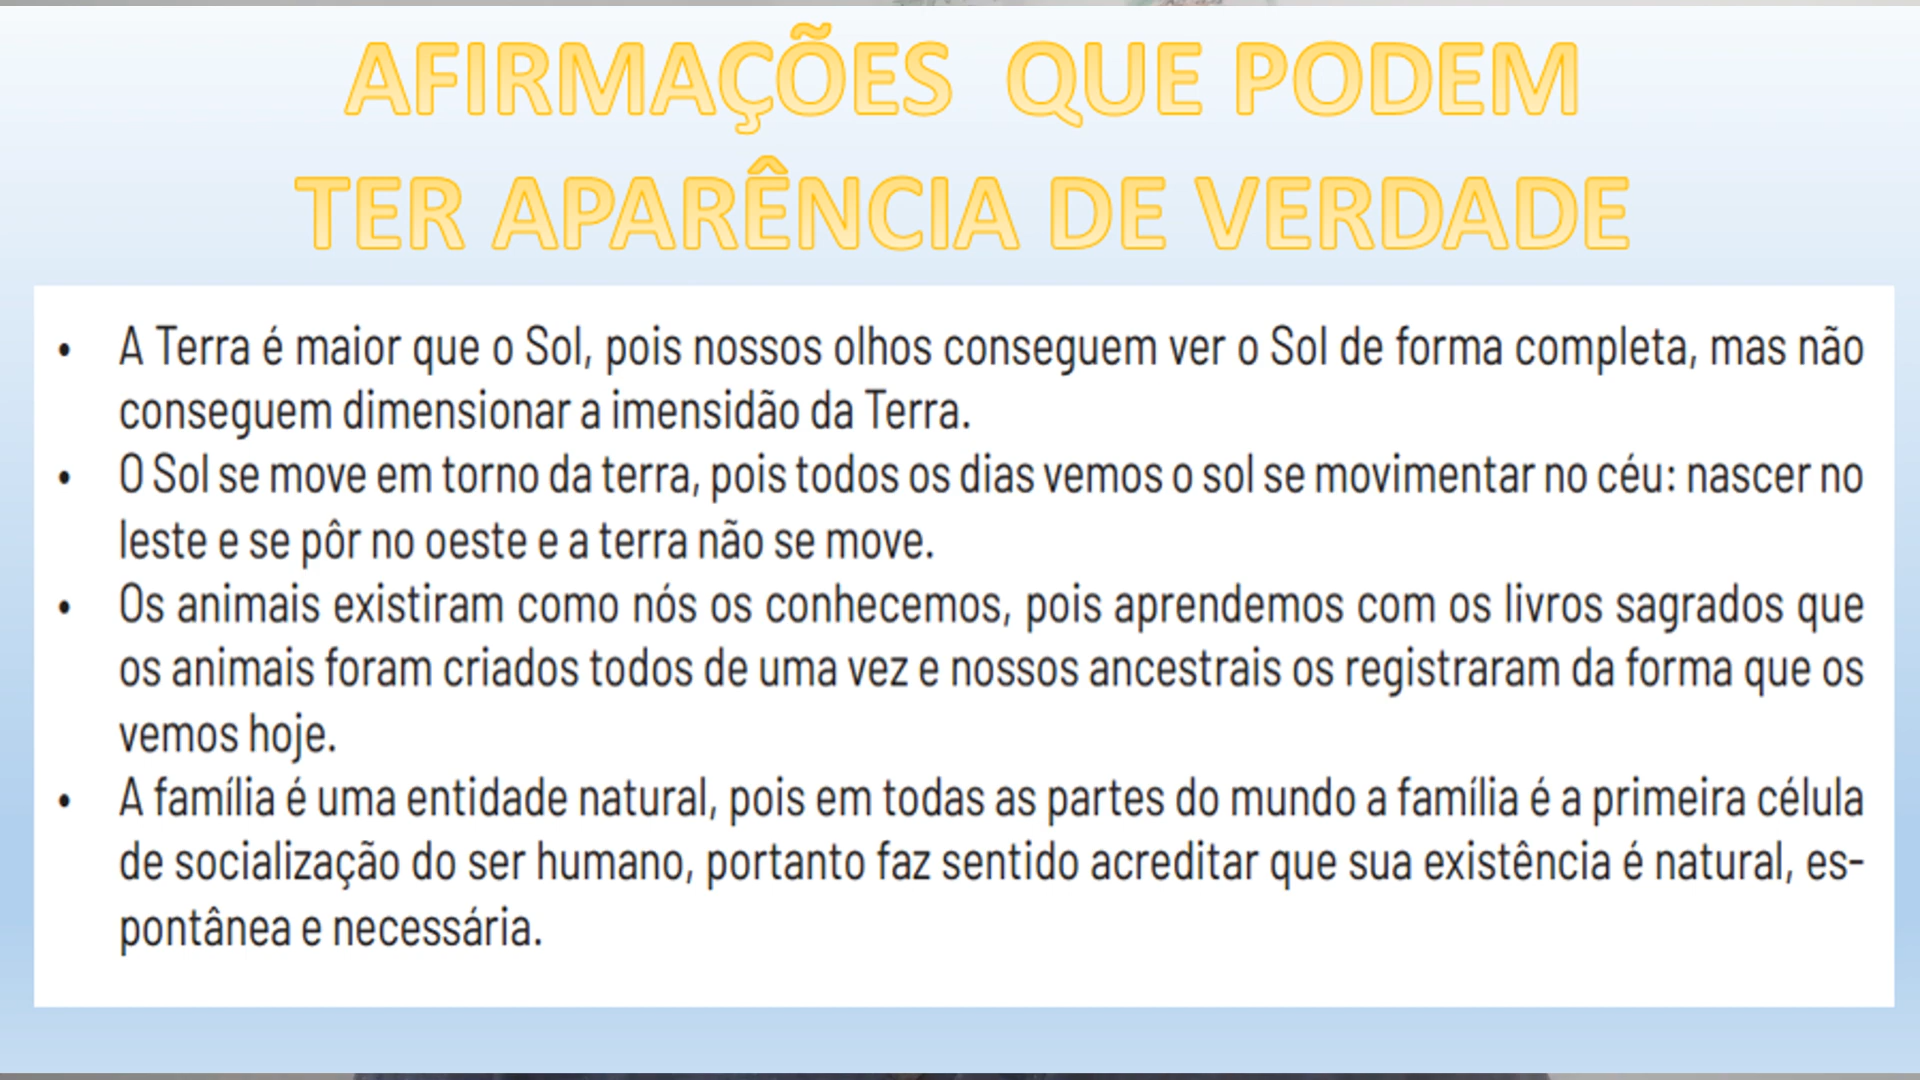 AFIRMAÇÕES QUE PODEM
TER APARÊNCIA DE VERDADE
• A Terra é maior que o Sol, pois nossos olhos conseguem ver o Sol de forma completa, mas não
conseguem dimensionar a imensidão da Terra.
• O Sol se move em torno da terra, pois todos os dias vemos o sol se movimentar no céu: nascer no
leste e se pôr no oeste e a terra não se move.
• Os animais existiram como nós os conhecemos, pois aprendemos com os livros sagrados que
os animais foram criados todos de uma vez e nossos ancestrais os registraram da forma que os
vemos hoje.
• A família é uma entidade natural, pois em todas as partes do mundo a família é a primeira célula
de socialização do ser humano, portanto faz sentido acreditar que sua existência é natural, es-
pontânea e necessária.